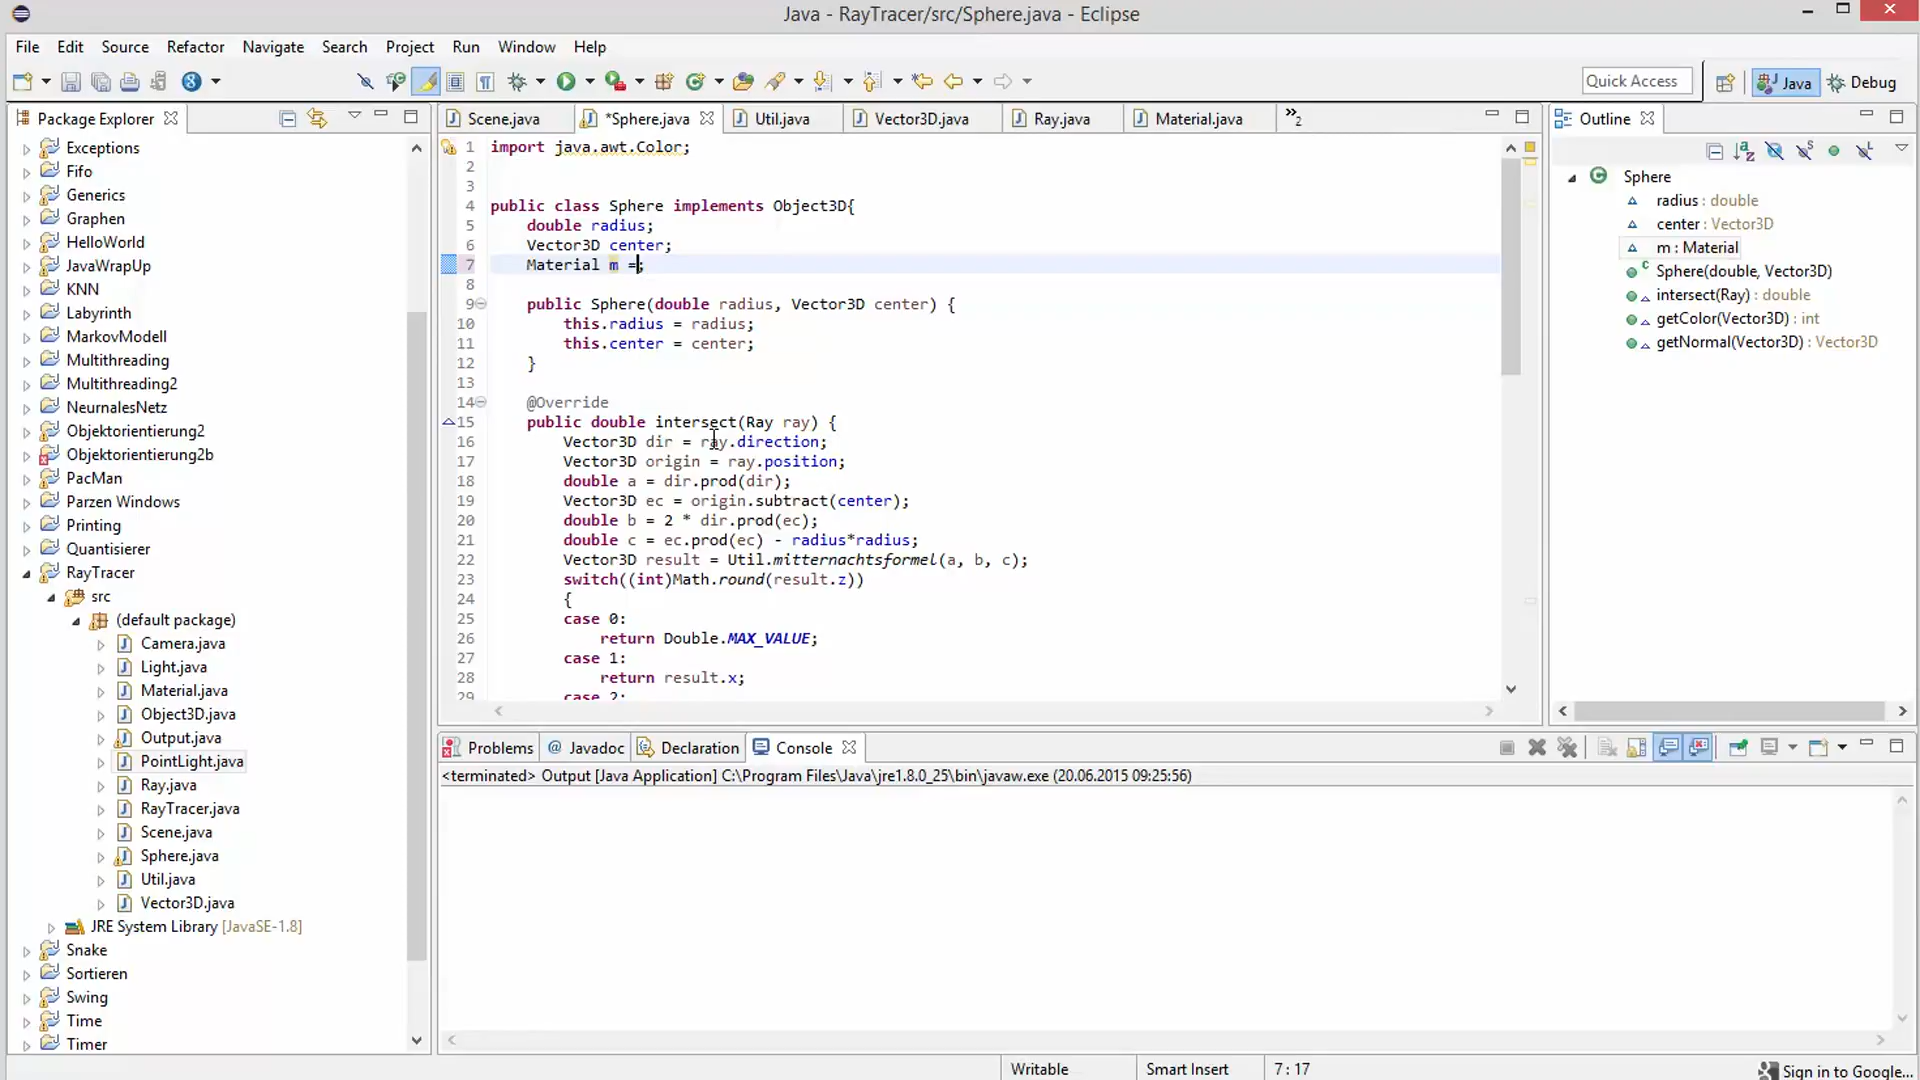 Java - RayTracer/src/Sphere.java - Eclipse
File Edit Source Refactor Navigate Search Project Run Window Help
Quick Access
Java
Debug
Package Explorer
Exceptions
Fifo
Generics
Graphen
HelloWorld
JavaWrapUp
KNN
Labyrinth
MarkovModell
Multithreading
Multithreading2
NeurnalesNetz
Objektorientierung2
Objektorientierung2b
PacMan
Parzen Windows
Printing
Quantisierer
RayTracer
src
(default package)
Camera.java
Light.java
Material.java
Object3D.java
Output.java
PointLight.java
Ray.java
RayTracer.java
Scene.java
Sphere.java
Util.java
Vector3D.java
JRE System Library [JavaSE-1.8]
Snake
Sortieren
Swing
Time
Timer
Scene.java *Sphere.java Util.java Vector3D.java Ray.java Material.java »2
1 import java.awt.Color;
2
3
4 public class Sphere implements Object3D{
5 double radius;
6 Vector3D center;
7 Material m =;
8
9 public Sphere(double radius, Vector3D center) {
10 this.radius = radius;
11 this.center = center;
12 }
13
14 @Override
15 public double intersect(Ray ray) {
16 Vector3D dir = ray.direction;
17 Vector3D origin = ray.position;
18 double a = dir.prod(dir);
19 Vector3D ec = origin.subtract(center);
20 double b = 2 * dir.prod(ec);
21 double c = ec.prod(ec) - radius*radius;
22 Vector3D result = Util.mitternachtsformel(a, b, c);
23 switch((int)Math.round(result.z))
24 {
25 case 0:
26 return Double.MAX_VALUE;
27 case 1:
28 return result.x;
29 case 2:
Outline
Sphere
radius : double
center : Vector3D
m : Material
Sphere(double, Vector3D)
intersect(Ray) : double
getColor(Vector3D) : int
getNormal(Vector3D) : Vector3D
Problems @ Javadoc Declaration Console
<terminated> Output [Java Application] C:\Program Files\Java\jre1.8.0_25\bin\javaw.exe (20.06.2015 09:25:56)
Writable Smart Insert 7 : 17 Sign in to Google...